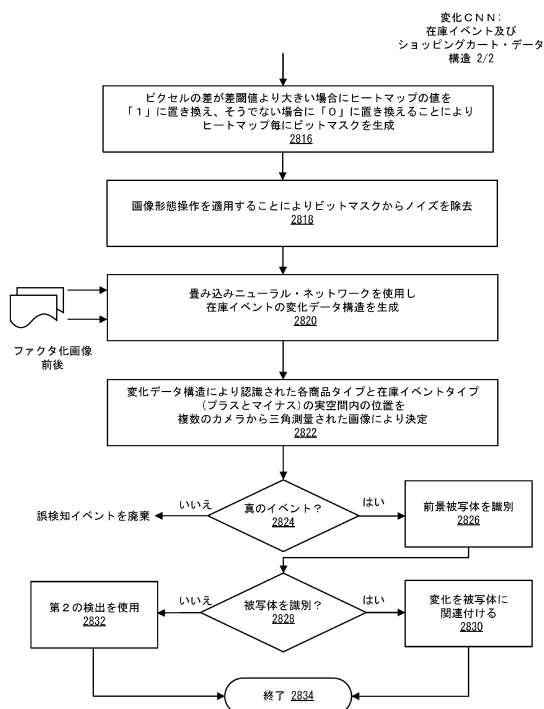 変化CNN：
在庫イベント及び
ショッピングカート・データ
構造 2/2
ピクセルの差が差閾値より大きい場合にヒートマップの値を
「１」に置き換え、そうでない場合に「０」に置き換えることにより
ヒートマップ毎にビットマスクを生成
2816
画像形態操作を適用することによりビットマスクからノイズを除去
2818
畳み込みニューラル・ネットワークを使用し
在庫イベントの変化データ構造を生成
2820
ファクタ化画像
前後
変化データ構造により認識された各商品タイプと在庫イベントタイプ
(プラスとマイナス)の実空間内の位置を
複数のカメラから三角測量された画像により決定
2822
真のイベント？
2824
いいえ
はい
誤検知イベントを廃棄
前景被写体を識別
2826
被写体を識別？
2828
いいえ
はい
第２の検出を使用
2832
変化を被写体に
関連付ける
2830
終了 2834